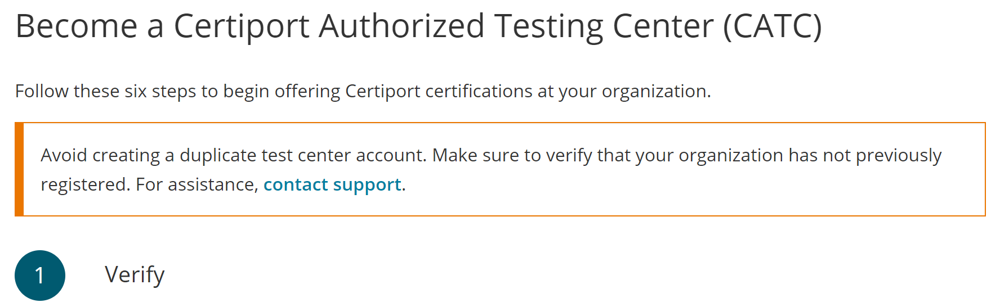 Become a Certiport Authorized Testing Center (CATC)
Follow these six steps to begin offering Certiport certifications at your organization.
Avoid creating a duplicate test center account. Make sure to verify that your organization has not previously
registered. For assistance, contact support.
1 Verify